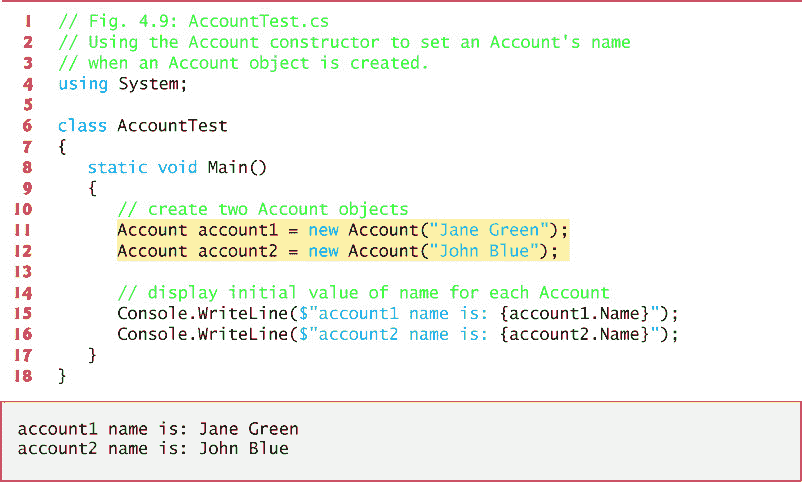 1 // Fig. 4.9: AccountTest.cs
2 // Using the Account constructor to set an Account's name
3 // when an Account object is created.
4 using System;
5
6 class AccountTest
7 {
8 static void Main()
9 {
10 // create two Account objects
11 Account account1 = new Account("Jane Green");
12 Account account2 = new Account("John Blue");
13
14 // display initial value of name for each Account
15 Console.WriteLine($"account1 name is: {account1.Name}");
16 Console.WriteLine($"account2 name is: {account2.Name}");
17 }
18 }
account1 name is: Jane Green
account2 name is: John Blue